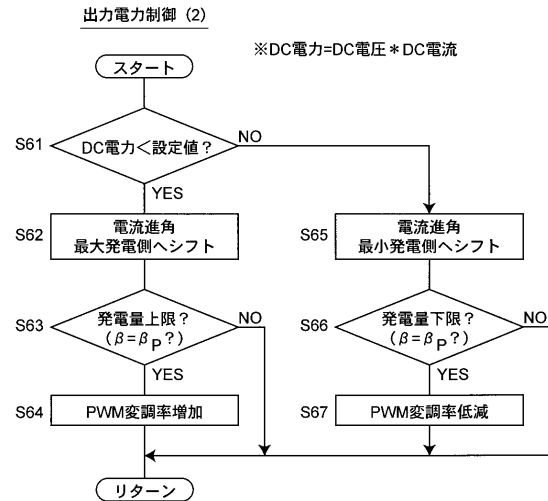 出力電力制御 (2)
※DC電力=DC電圧*DC電流
スタート
S61
DC電力<設定値?
NO
YES
S62
電流進角
最大発電側へシフト
S65
電流進角
最小発電側へシフト
S63
発電量上限?
(β=βP?)
NO
YES
S66
発電量下限?
(β=βP?)
NO
YES
S64
PWM変調率増加
S67
PWM変調率低減
リターン